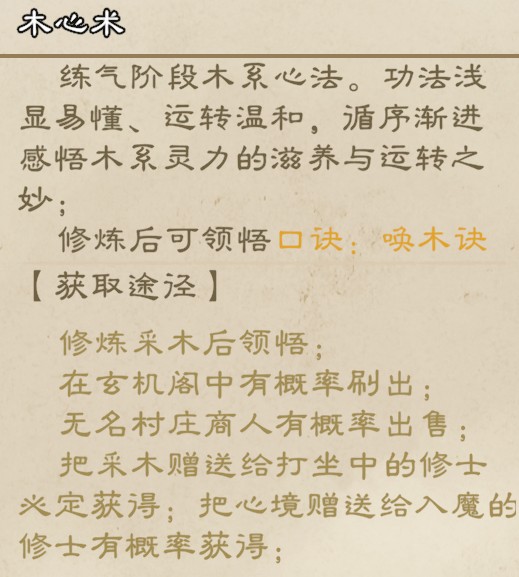 木心术
练气阶段木系心法。功法浅
显易懂、运转温和，循序渐进
感悟木系灵力的滋养与运转之
妙；
修炼后可领悟口诀：唤木诀
【获取途径】
修炼采木后领悟；
在玄机阁中有概率刷出；
无名村庄商人有概率出售；
把采木赠送给打坐中的修士
必定获得；把心境赠送给入魔的
修士有概率获得；